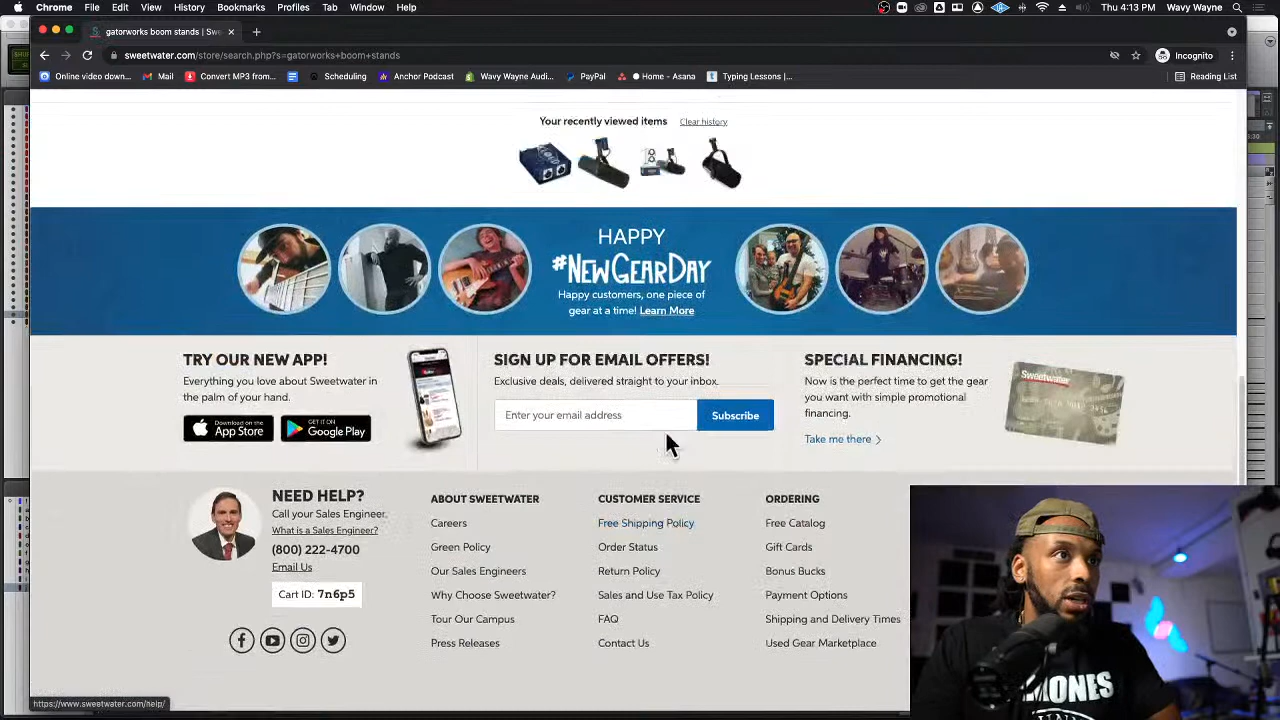 Chrome File Edit View History Bookmarks Profiles Tab Window Help
Thu 4:13 PM Wavy Wayne
gatorworks boom stands | Swe
sweetwater.com/store/search.php?s=gatorworks+boom+stands
Incognito
Online video down... Mail Convert MP3 from... Scheduling Anchor Podcast Wavy Wayne Audi... PayPal Home - Asana Typing Lessons |... Reading List
Your recently viewed items Clear history
HAPPY
#NEWGEARDAY
Happy customers, one piece of
gear at a time! Learn More
TRY OUR NEW APP!
Everything you love about Sweetwater in
the palm of your hand.
Download on the
App Store
GET IT ON
Google Play
SIGN UP FOR EMAIL OFFERS!
Exclusive deals, delivered straight to your inbox.
Enter your email address Subscribe
SPECIAL FINANCING!
Now is the perfect time to get the gear
you want with simple promotional
financing.
Take me there >
Sweetwater
NEED HELP?
Call your Sales Engineer.
What is a Sales Engineer?
(800) 222-4700
Email Us
Cart ID: 7n6p5
ABOUT SWEETWATER
Careers
Green Policy
Our Sales Engineers
Why Choose Sweetwater?
Tour Our Campus
Press Releases
CUSTOMER SERVICE
Free Shipping Policy
Order Status
Return Policy
Sales and Use Tax Policy
FAQ
Contact Us
ORDERING
Free Catalog
Gift Cards
Bonus Bucks
Payment Options
Shipping and Delivery Times
Used Gear Marketplace
https://www.sweetwater.com/help/
MONES